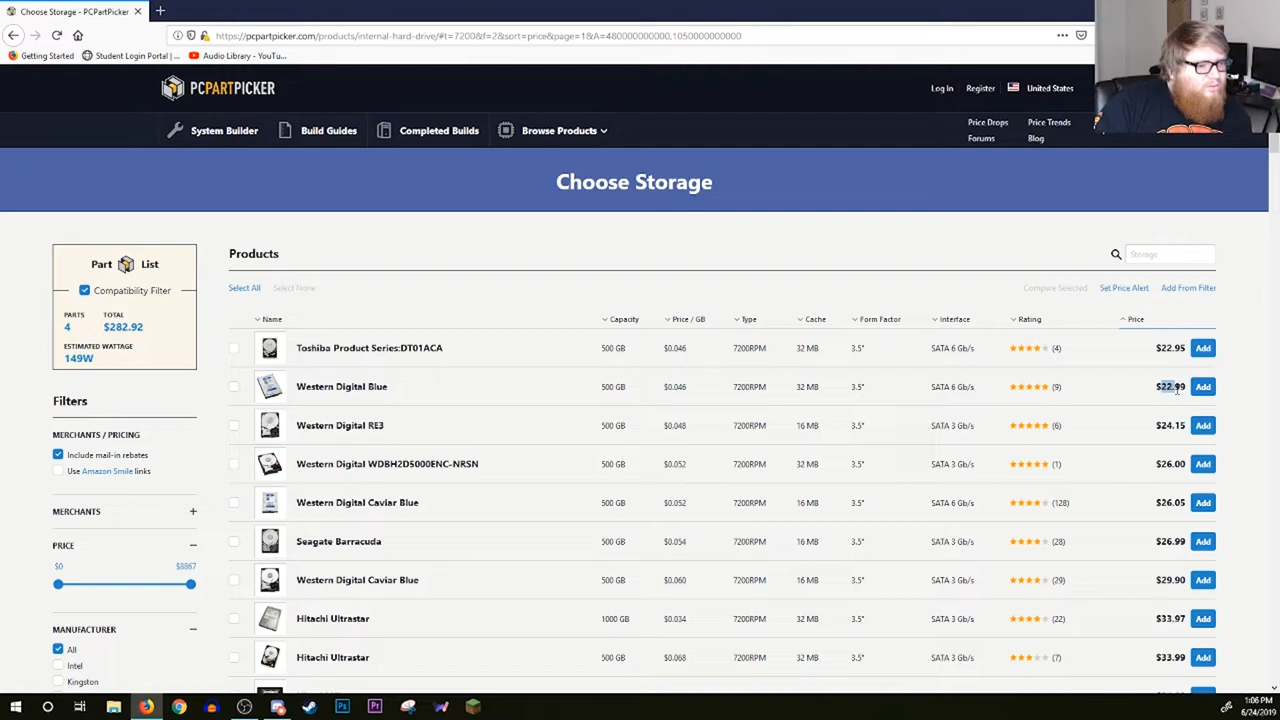 Choose Storage - PCPartPicker
https://pcpartpicker.com/products/internal-hard-drive/#t=7200&f=2&sort=price&page=1&A=480000000000,1050000000000
Getting Started Student Login Portal | ... Audio Library - YouTu...
PCPARTPICKER
Log In Register United States
System Builder Build Guides Completed Builds Browse Products
Price Drops Price Trends
Forums Blog
Choose Storage
Part List
Compatibility Filter
PARTS TOTAL
4 $282.92
ESTIMATED WATTAGE
149W
Filters
MERCHANTS / PRICING
Include mail-in rebates
Use Amazon Smile links
MERCHANTS
PRICE
$0 $8867
MANUFACTURER
All
Intel
Kingston
Products
Storage
Select All Select None Compare Selected Set Price Alert Add From Filter
Name Capacity Price / GB Type Cache Form Factor Interface Rating Price
Toshiba Product Series:DT01ACA 500 GB $0.046 7200RPM 32 MB 3.5" SATA 6 Gb/s (4) $22.95 Add
Western Digital Blue 500 GB $0.046 7200RPM 32 MB 3.5" SATA 6 Gb/s (9) $22.99 Add
Western Digital RE3 500 GB $0.048 7200RPM 16 MB 3.5" SATA 3 Gb/s (6) $24.15 Add
Western Digital WDBH2D5000ENC-NRSN 500 GB $0.052 7200RPM 16 MB 3.5" SATA 3 Gb/s (1) $26.00 Add
Western Digital Caviar Blue 500 GB $0.052 7200RPM 16 MB 3.5" SATA 6 Gb/s (128) $26.05 Add
Seagate Barracuda 500 GB $0.054 7200RPM 16 MB 3.5" SATA 3 Gb/s (28) $26.99 Add
Western Digital Caviar Blue 500 GB $0.060 7200RPM 16 MB 3.5" SATA 3 Gb/s (29) $29.90 Add
Hitachi Ultrastar 1000 GB $0.034 7200RPM 32 MB 3.5" SATA 3 Gb/s (22) $33.97 Add
Hitachi Ultrastar 500 GB $0.068 7200RPM 16 MB 3.5" SATA 3 Gb/s (7) $33.99 Add
Ps Pr
1:06 PM
6/24/2019